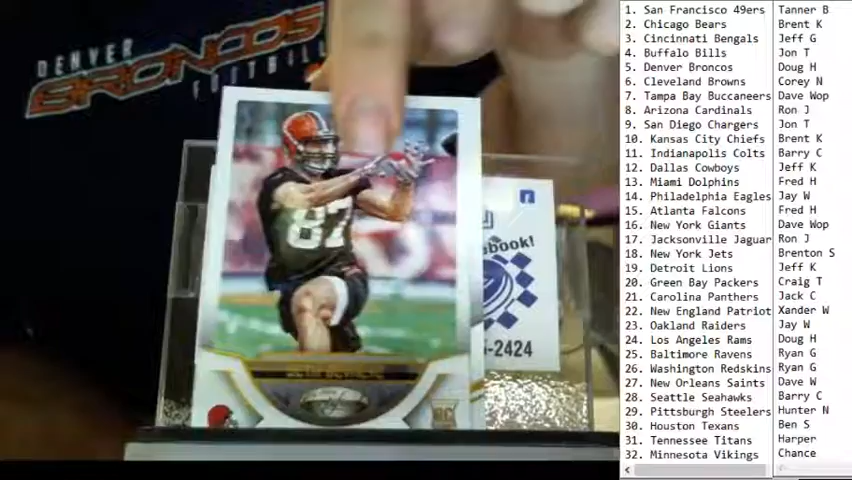 DENVER
BRONCOS
FOOTBALL
87
book!
-2424
RC
1. San Francisco 49ers Tanner B
2. Chicago Bears Brent K
3. Cincinnati Bengals Jeff G
4. Buffalo Bills Jon T
5. Denver Broncos Doug H
6. Cleveland Browns Corey N
7. Tampa Bay Buccaneers Dave Wop
8. Arizona Cardinals Ron J
9. San Diego Chargers Jon T
10. Kansas City Chiefs Brent K
11. Indianapolis Colts Barry C
12. Dallas Cowboys Jeff K
13. Miami Dolphins Fred H
14. Philadelphia Eagles Jay W
15. Atlanta Falcons Fred H
16. New York Giants Dave Wop
17. Jacksonville Jaguar Ron J
18. New York Jets Brenton S
19. Detroit Lions Jeff K
20. Green Bay Packers Craig T
21. Carolina Panthers Jack C
22. New England Patriot Xander W
23. Oakland Raiders Jay W
24. Los Angeles Rams Doug H
25. Baltimore Ravens Ryan G
26. Washington Redskins Ryan G
27. New Orleans Saints Dave W
28. Seattle Seahawks Barry C
29. Pittsburgh Steelers Hunter N
30. Houston Texans Ben S
31. Tennessee Titans Harper
32. Minnesota Vikings Chance